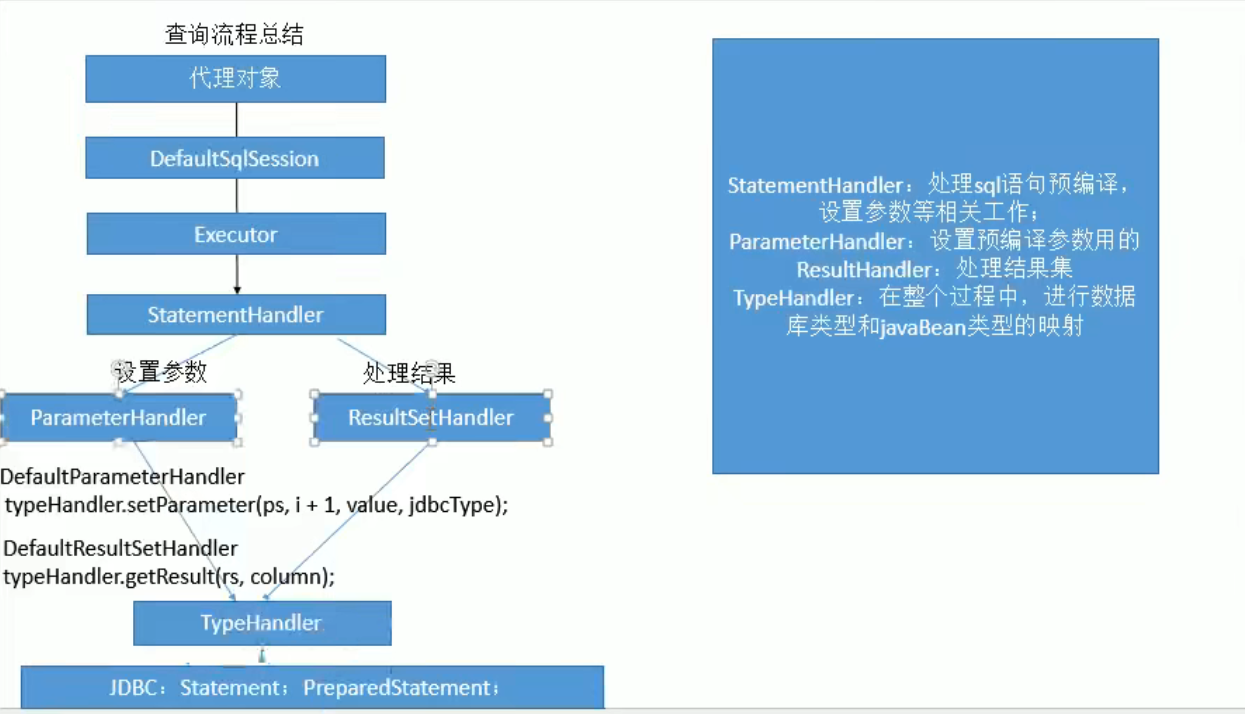 查询流程总结
代理对象
DefaultSqlSession
Executor
StatementHandler
设置参数
处理结果
ParameterHandler
ResultSetHandler
DefaultParameterHandler
typeHandler.setParameter(ps, i + 1, value, jdbcType);
DefaultResultSetHandler
typeHandler.getResult(rs, column);
TypeHandler
JDBC：Statement；PreparedStatement；
StatementHandler：处理sql语句预编译，
设置参数等相关工作；
ParameterHandler：设置预编译参数用的
ResultHandler：处理结果集
TypeHandler：在整个过程中，进行数据
库类型和javaBean类型的映射